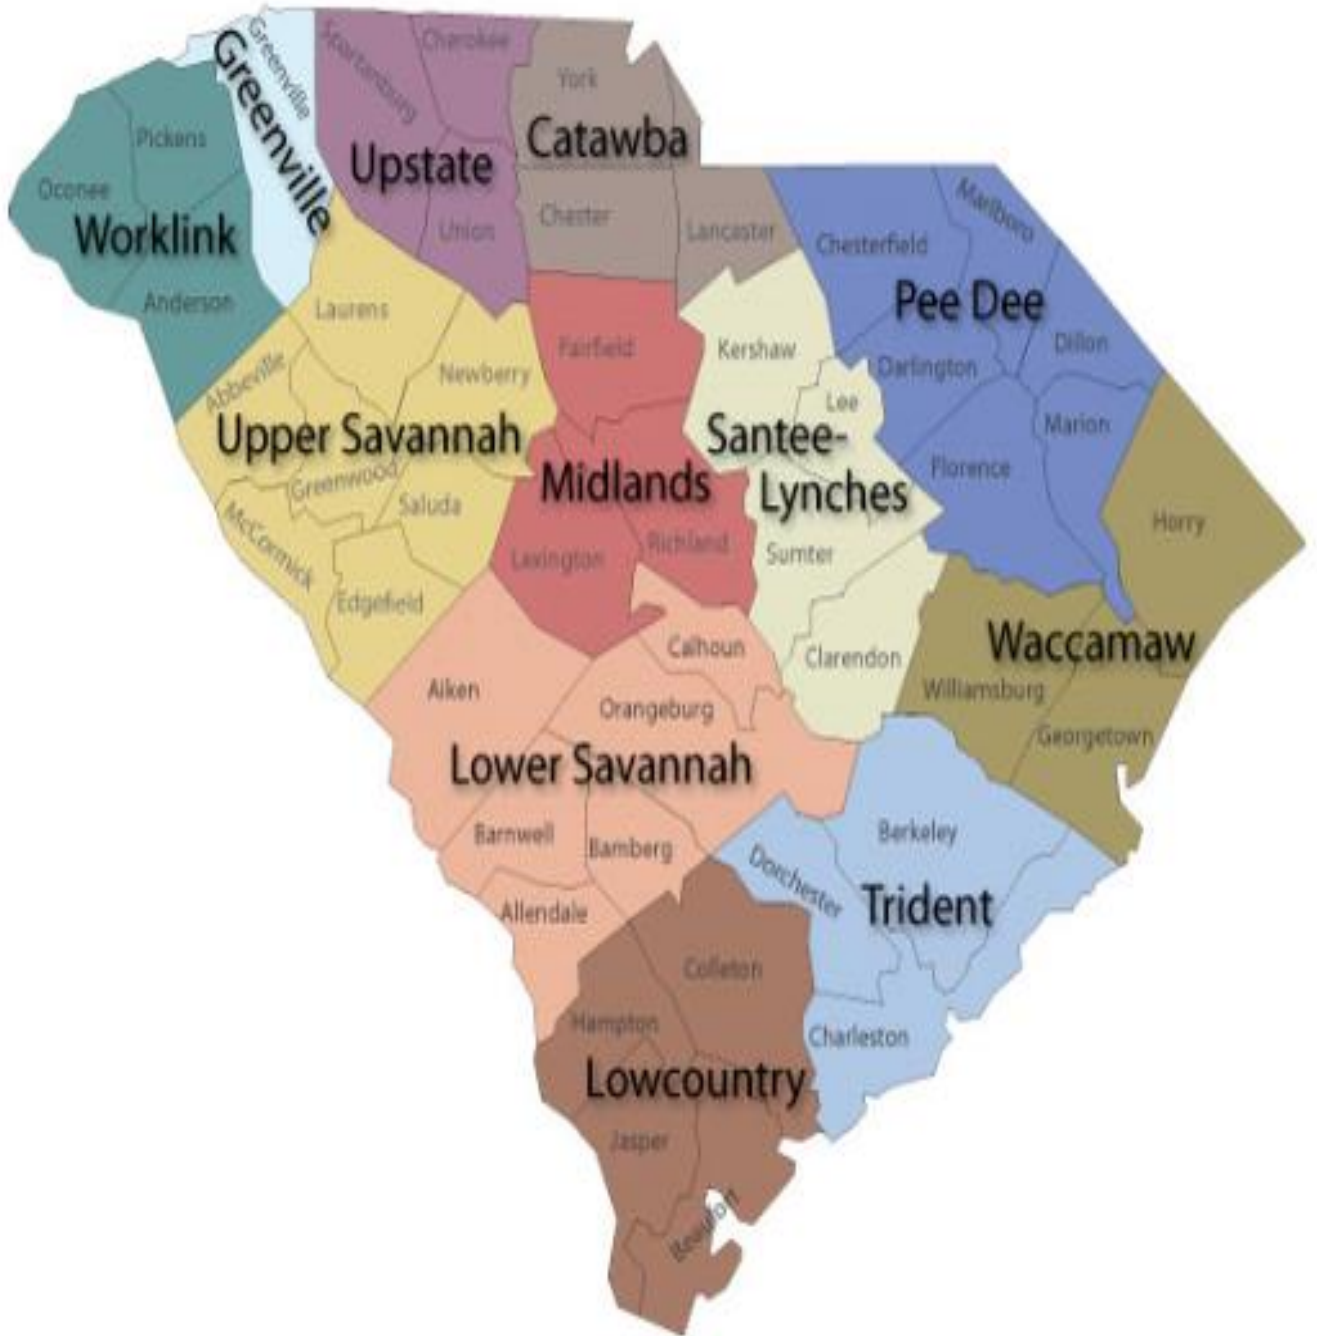 Greenville
Greenville
Spartanburg
Cherokee
York
Catawba
Upstate
Pickens
Oconee
Worklink
Union
Chester
Lancaster
Marlboro
Chesterfield
Pee Dee
Anderson
Laurens
Fairfield
Kershaw
Dillon
Abbeville
Newberry
Darlington
Lee
Marion
Upper Savannah
Santee-
Lynches
Midlands
Florence
Greenwood
Saluda
McCormick
Lexington
Richland
Sumter
Horry
Edgefield
Calhoun
Clarendon
Waccamaw
Aiken
Orangeburg
Williamsburg
Georgetown
Lower Savannah
Barnwell
Bamberg
Berkeley
Dorchester
Trident
Allendale
Colleton
Hampton
Charleston
Lowcountry
Jasper
Beaufort